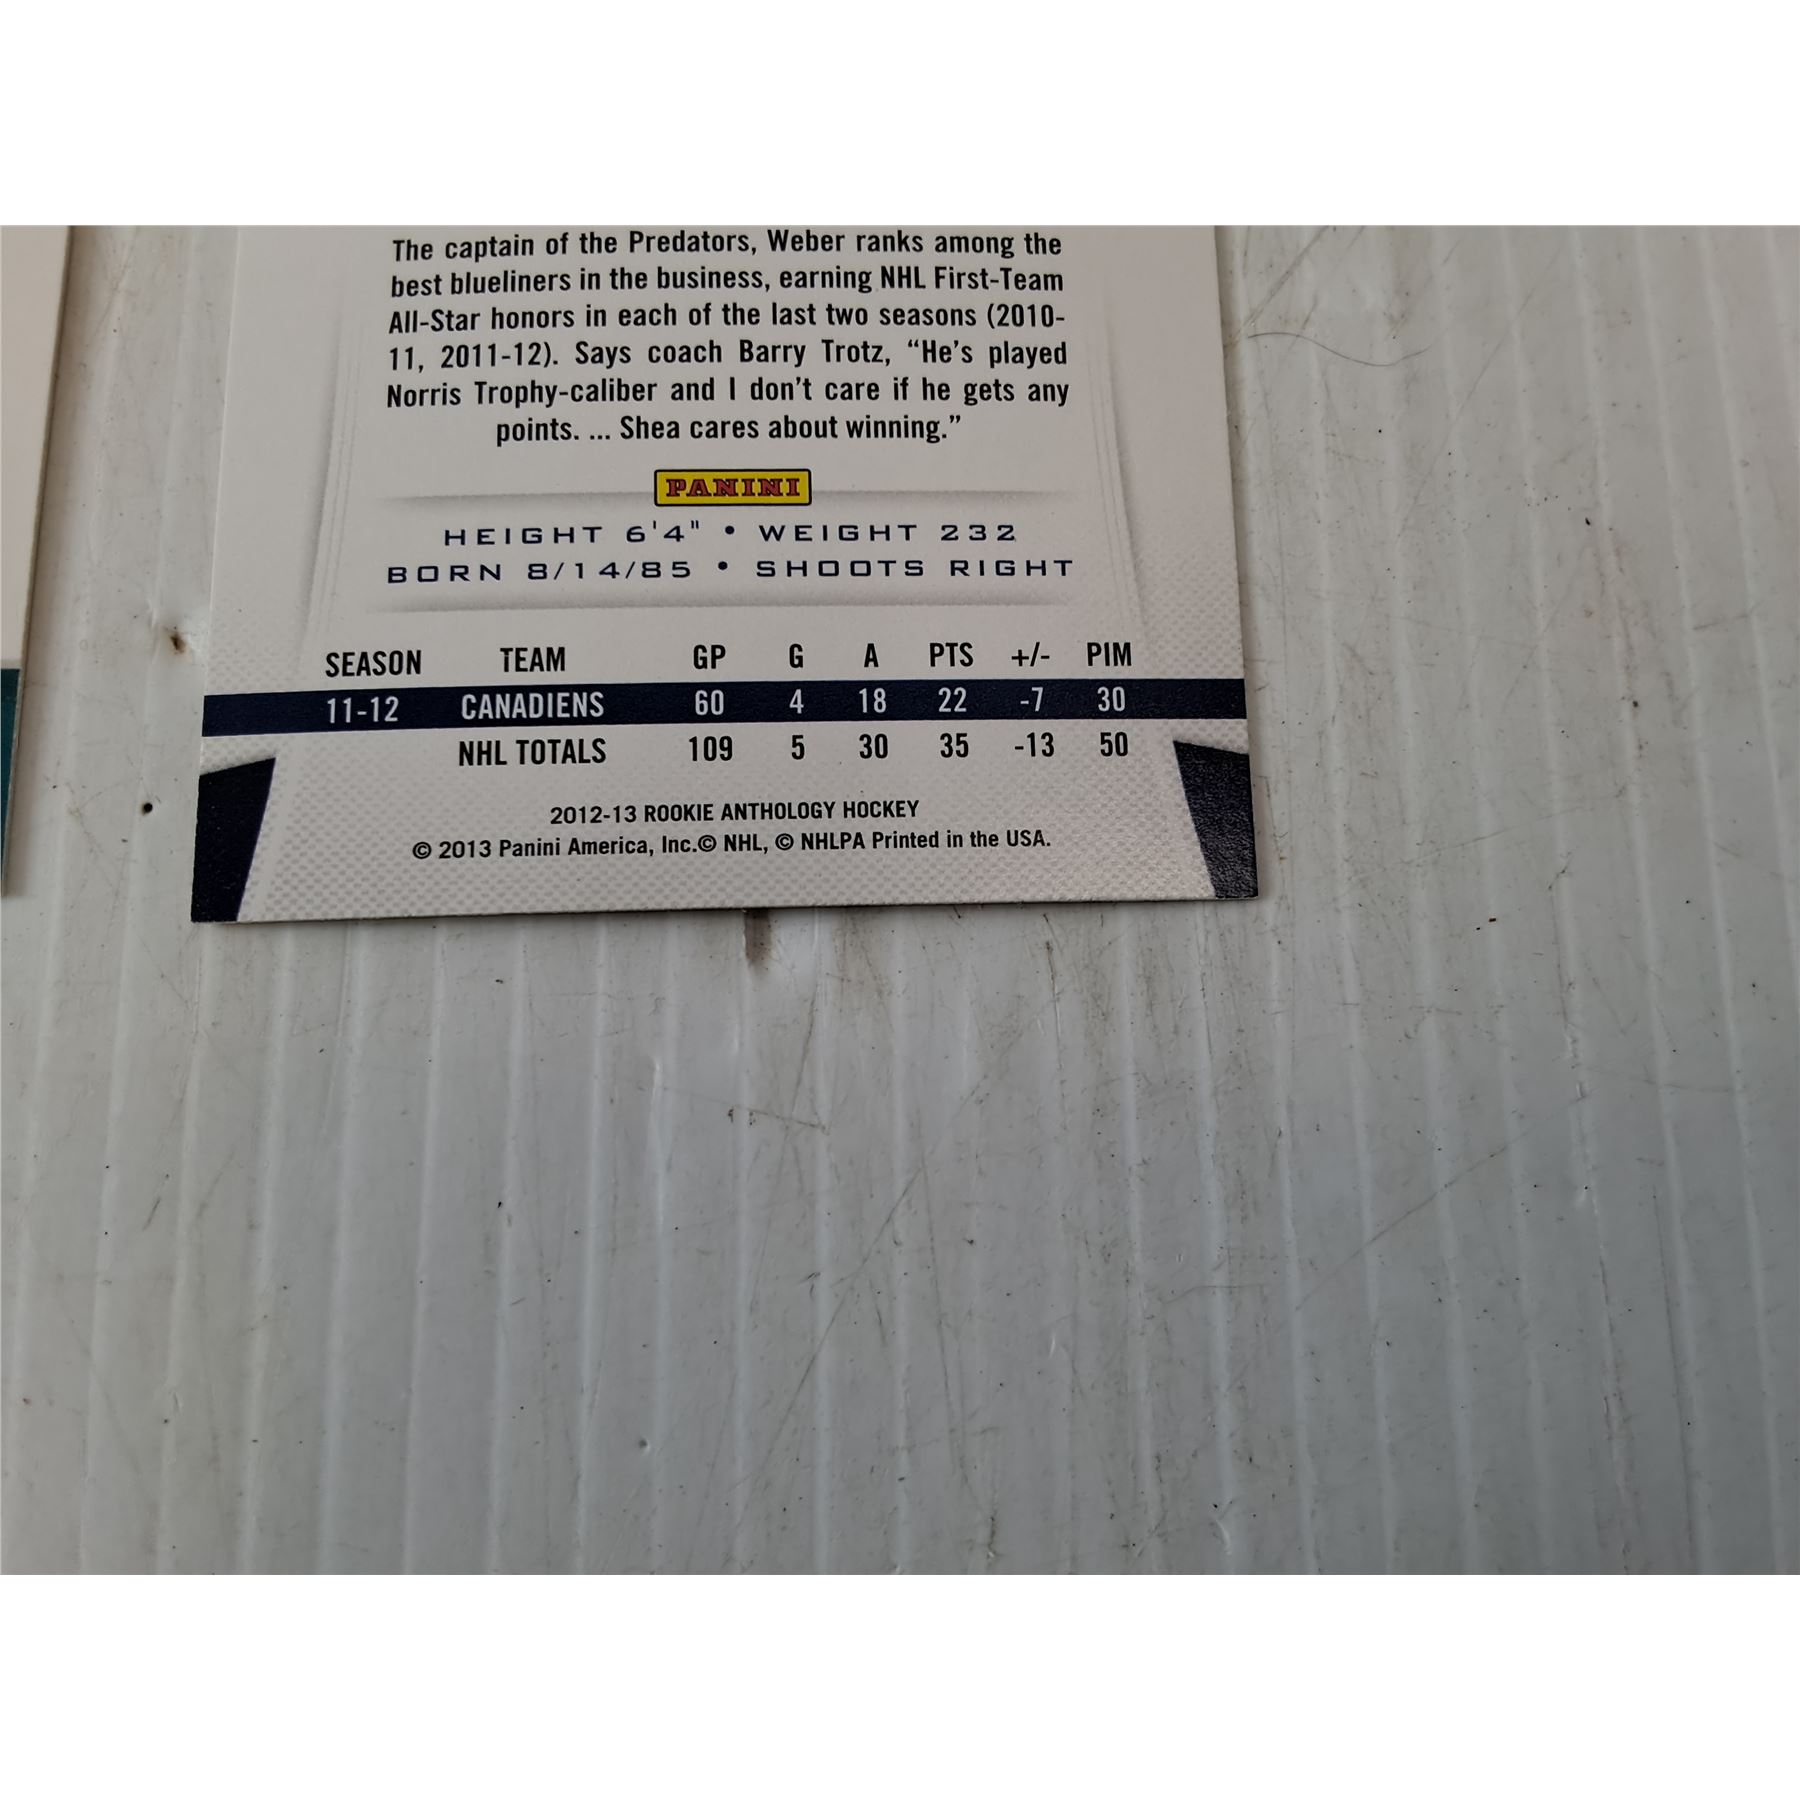 The captain of the Predators, Weber ranks among the
best blueliners in the business, earning NHL First-Team
All-Star honors in each of the last two seasons (2010-
11, 2011-12). Says coach Barry Trotz, “He’s played
Norris Trophy-caliber and I don’t care if he gets any
points. ... Shea cares about winning.”
PANINI
HEIGHT 6'4" • WEIGHT 232
BORN 8/14/85 • SHOOTS RIGHT
SEASON TEAM GP G A PTS +/- PIM
11-12 CANADIENS 60 4 18 22 -7 30
NHL TOTALS 109 5 30 35 -13 50
2012-13 ROOKIE ANTHOLOGY HOCKEY
© 2013 Panini America, Inc.© NHL, © NHLPA Printed in the USA.